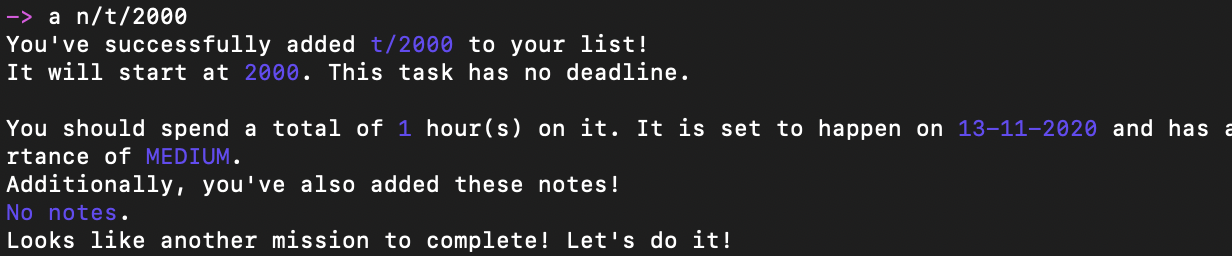 —> a n/t/2000
You've successfully added t/2000 to your list!
It will start at 2000. This task has no deadline.
You should spend a total of 1 hour(s) on it. It is set to happen on 13-11-2020 and has a
rtance of MEDIUM.
Additionally, you've also added these notes!
No notes.
Looks like another mission to complete! Let's do it!